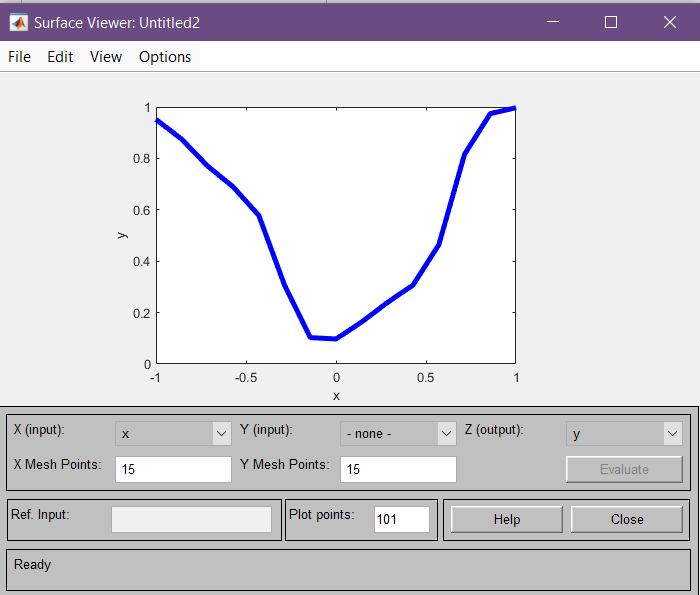 Surface Viewer: Untitled2
File Edit View Options
1
0.8
0.6
0.4
0.2
0
y
-1 -0.5 0 0.5 1
x
X (input): x Y (input): - none - Z (output): y
X Mesh Points: 15 Y Mesh Points: 15 Evaluate
Ref. Input: Plot points: 101 Help Close
Ready